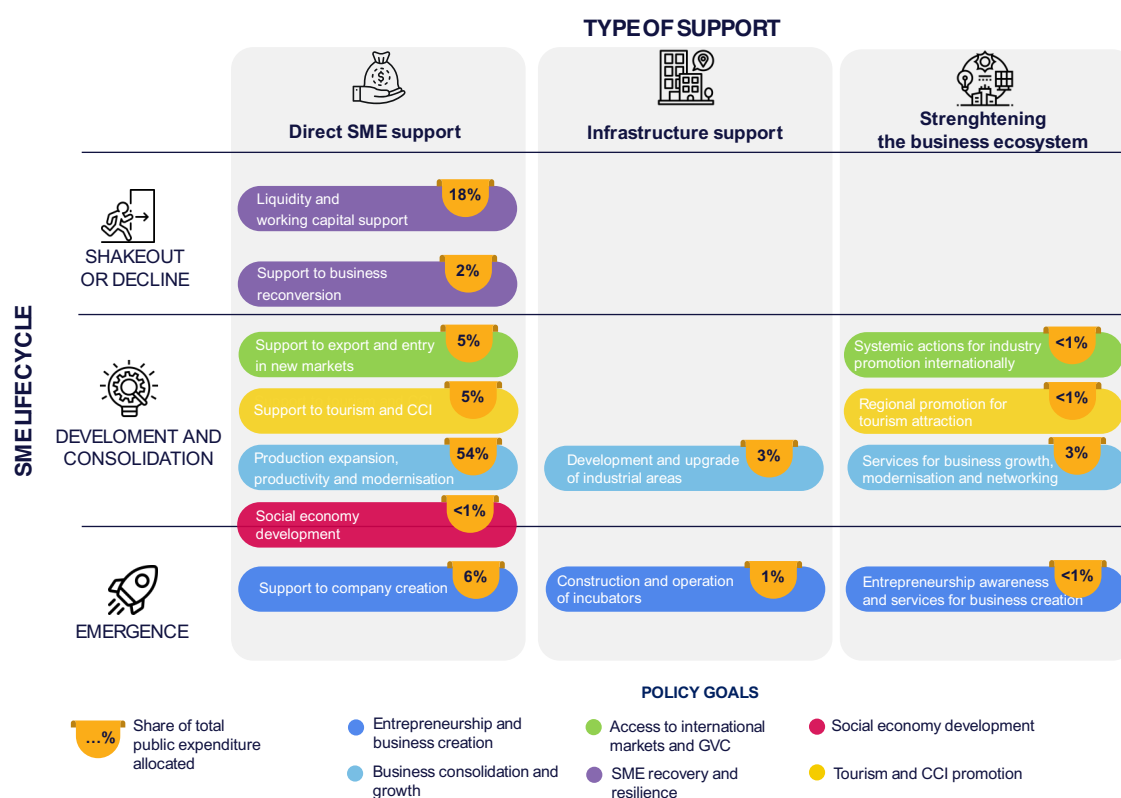 TYPE OF SUPPORT
Direct SME support
Infrastructure support
Strenghtening
the business ecosystem
SME LIFECYCLE
SHAKEOUT
OR DECLINE
Liquidity and
working capital support
18%
Support to business
reconversion
2%
DEVELOMENT AND
CONSOLIDATION
Support to export and entry
in new markets
5%
Systemic actions for industry
promotion internationally
<1%
Support to tourism and CCI
5%
Regional promotion for
tourism attraction
<1%
Production expansion,
productivity and modernisation
54%
Development and upgrade
of industrial areas
3%
Services for business growth,
modernisation and networking
3%
Social economy
development
<1%
EMERGENCE
Support to company creation
6%
Construction and operation
of incubators
1%
Entrepreneurship awareness
and services for business creation
<1%
POLICY GOALS
...%
Share of total
public expenditure
allocated
Entrepreneurship and
business creation
Access to international
markets and GVC
Social economy development
Business consolidation and
growth
SME recovery and
resilience
Tourism and CCI promotion